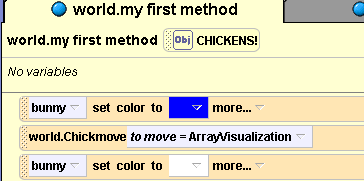 world.my first method
world.my first method Obj CHICKENS!
No variables
bunny set color to more...
world.Chickmove to move = ArrayVisualization
bunny set color to more...